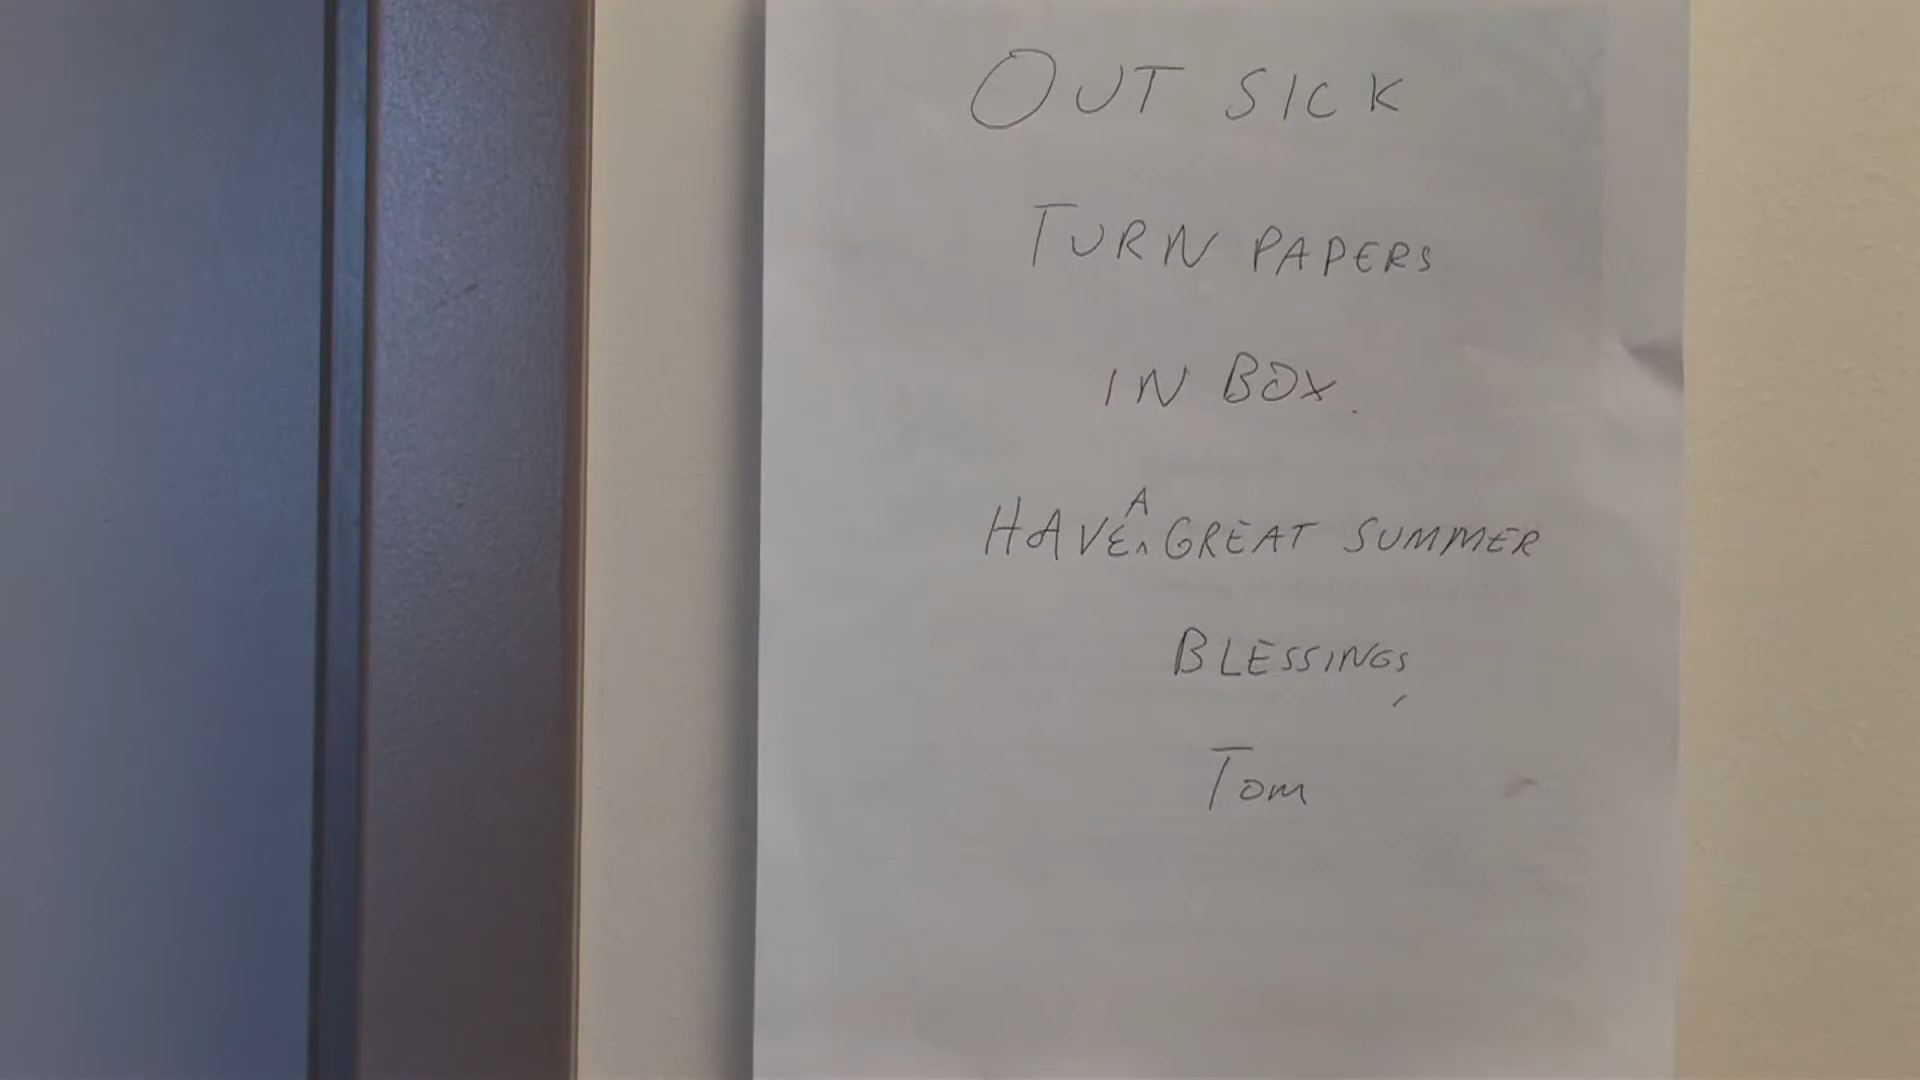 OUT SICK
TURN PAPERS
IN BOX.
HAVE A GREAT SUMMER
BLESSINGS,
TOM